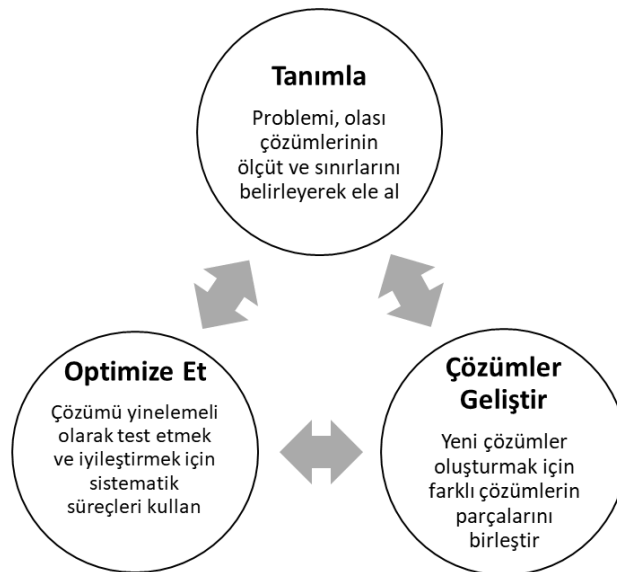 Tanımla
Problemi, olası
çözümlerinin
ölçüt ve sınırlarını
belirleyerek ele al
Optimize Et
Çözümü yinelemeli
olarak test etmek
ve iyileştirmek için
sistematik
süreçleri kullan
Çözümler
Geliştir
Yeni çözümler
oluşturmak için
farklı çözümlerin
parçalarını
birleştir